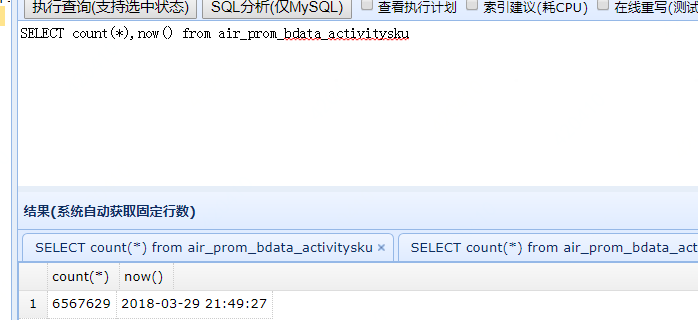 执行查询(支持选中状态) SQL分析(仅MySQL) 查看执行计划 索引建议(耗CPU) 在线重写(测试
SELECT count(*),now() from air_prom_bdata_activitysku
结果(系统自动获取固定行数)
SELECT count(*) from air_prom_bdata_activitysku × SELECT count(*) from air_prom_bdata_act
count(*) now()
1 6567629 2018-03-29 21:49:27